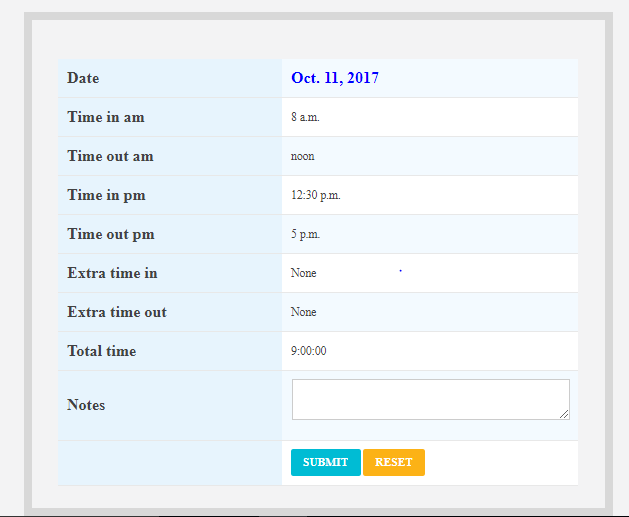 Date Oct. 11, 2017
Time in am 8 a.m.
Time out am noon
Time in pm 12:30 p.m.
Time out pm 5 p.m.
Extra time in None
Extra time out None
Total time 9:00:00
Notes
SUBMIT RESET